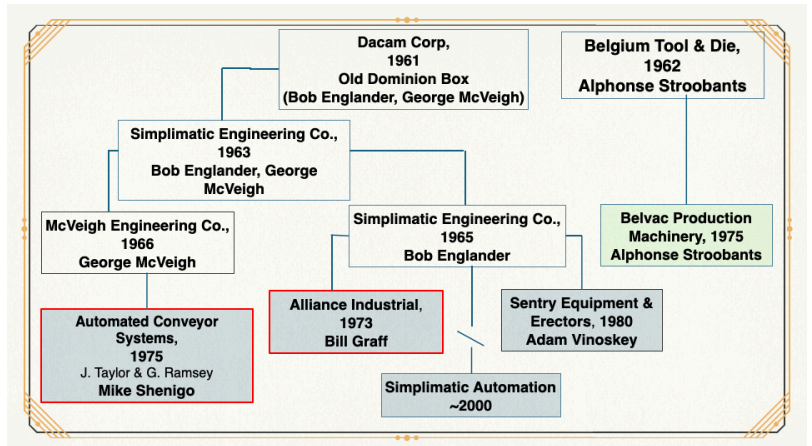 Dacam Corp,
1961
Old Dominion Box
(Bob Englander, George McVeigh)
Belgium Tool & Die,
1962
Alphonse Stroobants
Simplimatic Engineering Co.,
1963
Bob Englander, George
McVeigh
McVeigh Engineering Co.,
1966
George McVeigh
Simplimatic Engineering Co.,
1965
Bob Englander
Belvac Production
Machinery, 1975
Alphonse Stroobants
Automated Conveyor
Systems,
1975
J. Taylor & G. Ramsey
Mike Shenigo
Alliance Industrial,
1973
Bill Graff
Sentry Equipment &
Erectors, 1980
Adam Vinoskey
Simplimatic Automation
~2000